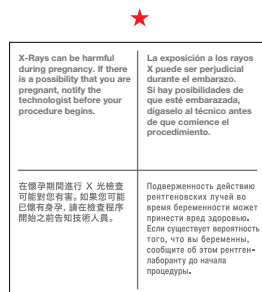 X-Rays can be harmful
during pregnancy. If there
is a possibility that you are
pregnant, notify the
technologist before your
procedure begins.
La exposición a los rayos
X puede ser perjudicial
durante el embarazo.
Si hay posibilidades de
que esté embarazada,
dígaselo al técnico antes
de que comience el
procedimiento.
在懷孕期間進行 X 光檢查
可能對您有害。如果您可能
已懷有身孕，請在檢查程序
開始之前告知技術人員。
Подверженность действию
рентгеновских лучей во
время беременности может
принести вред здоровью.
Если существует вероятность
того, что вы беременны,
сообщите об этом рентген-
лаборанту до начала
процедуры.